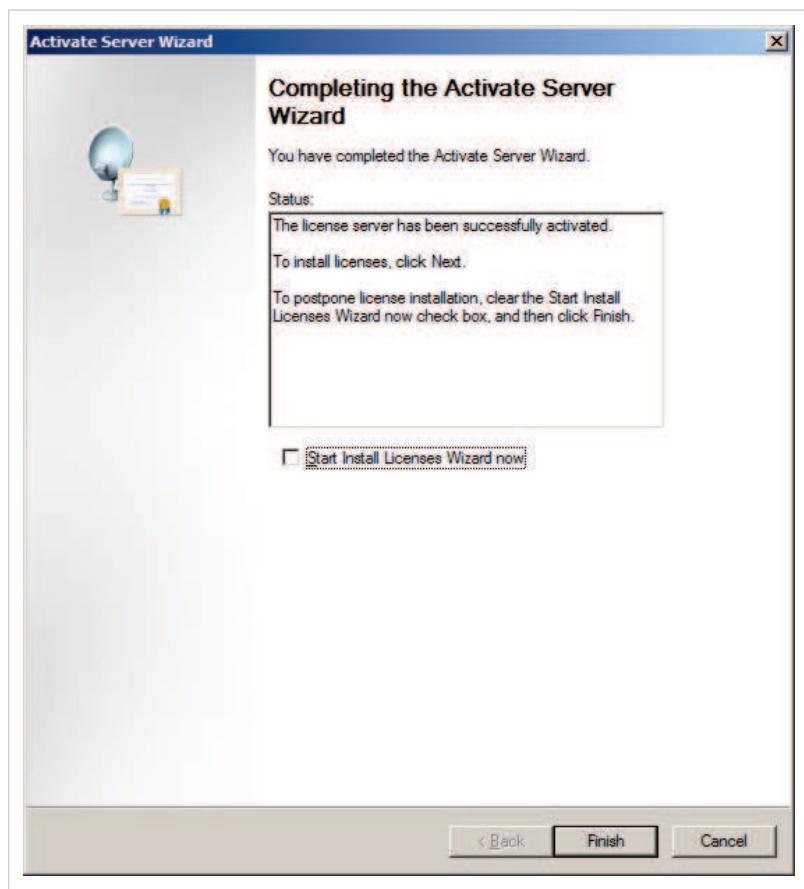 Activate Server Wizard
Completing the Activate Server
Wizard
You have completed the Activate Server Wizard.
Status:
The license server has been successfully activated.
To install licenses, click Next.
To postpone license installation, clear the Start Install
Licenses Wizard now check box, and then click Finish.
Start Install Licenses Wizard now
< Back
Finish
Cancel